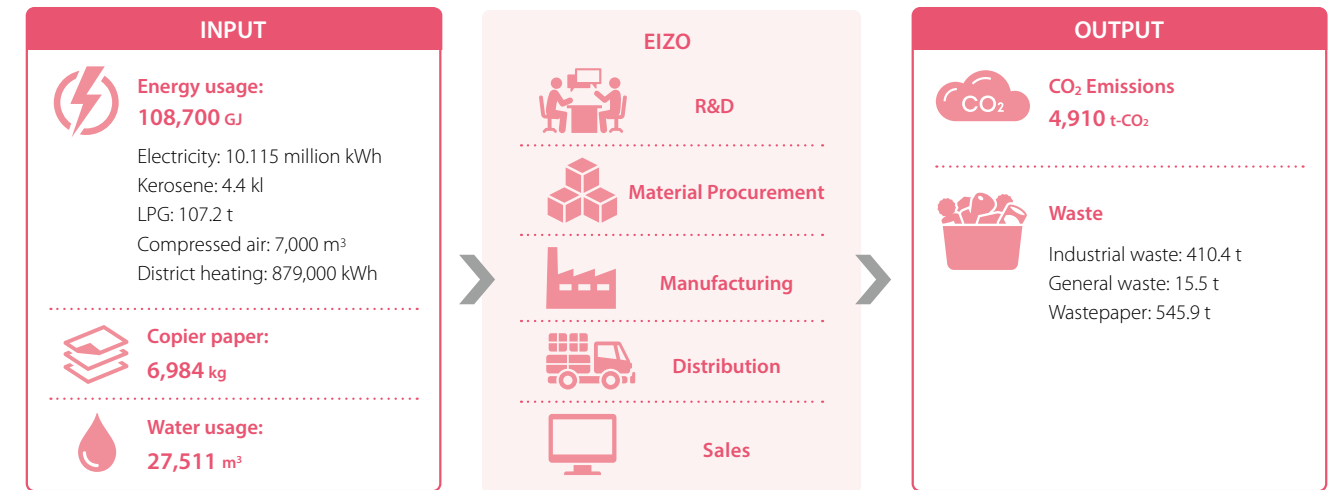 INPUT
Energy usage:
108,700 GJ
Electricity: 10.115 million kWh
Kerosene: 4.4 kl
LPG: 107.2 t
Compressed air: 7,000 m³
District heating: 879,000 kWh
Copier paper:
6,984 kg
Water usage:
27,511 m³
EIZO
R&D
Material Procurement
Manufacturing
Distribution
Sales
OUTPUT
CO₂
CO₂ Emissions
4,910 t-CO₂
Waste
Industrial waste: 410.4 t
General waste: 15.5 t
Wastepaper: 545.9 t